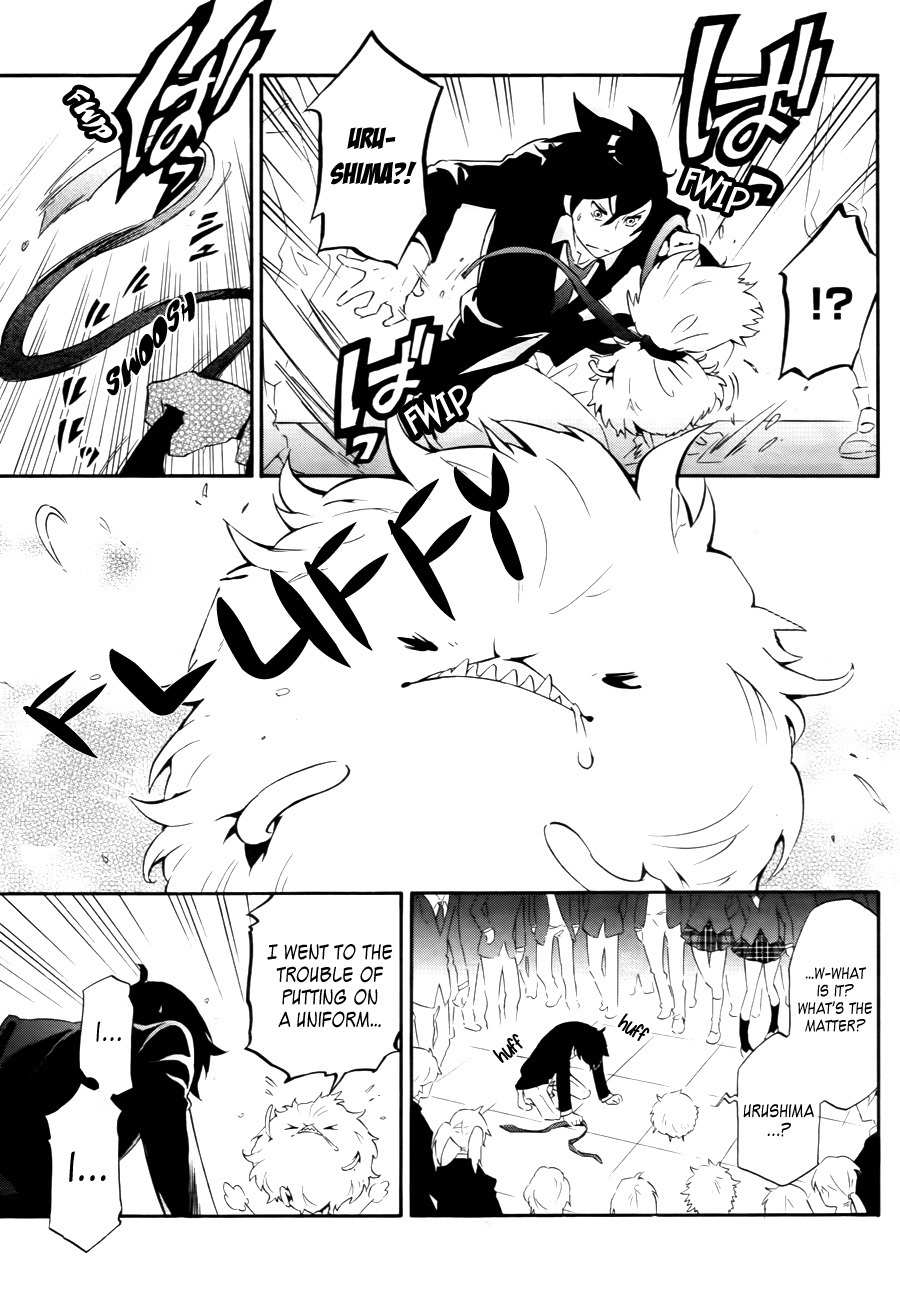 !?
ばっ
FWIP
URU-
SHIMA?!
ばっ
FWIP
ばっ
FWIP
SWOOSH
FLUFFY
...W-WHAT
IS IT?
WHAT'S THE
MATTER?
URUSHIMA
...?
huff
huff
I WENT TO THE
TROUBLE OF
PUTTING ON
A UNIFORM...
I...
I...